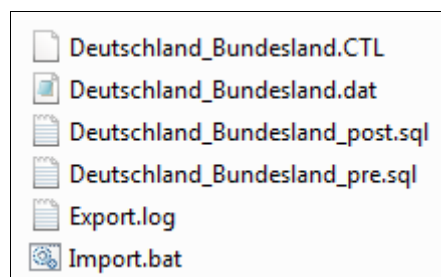 Deutschland_Bundesland.CTL
Deutschland_Bundesland.dat
Deutschland_Bundesland_post.sql
Deutschland_Bundesland_pre.sql
Export.log
Import.bat